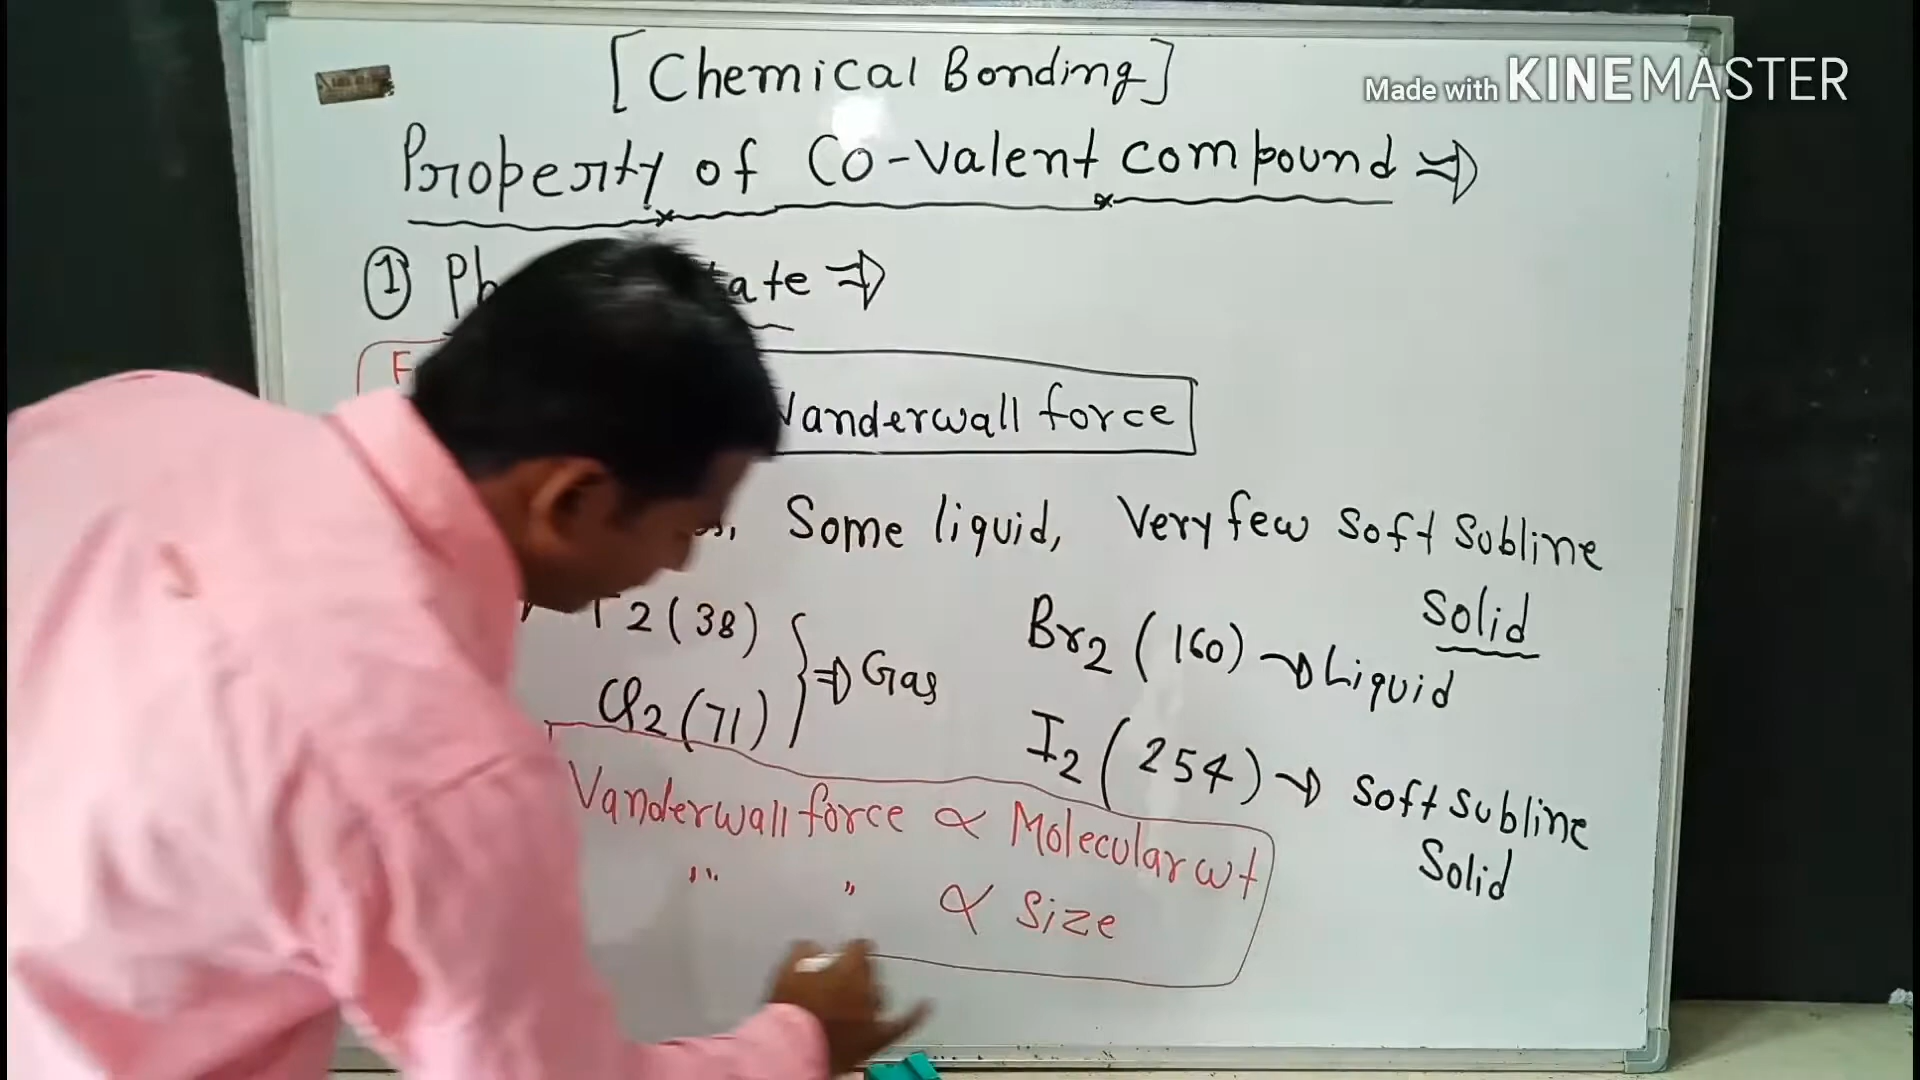 [Chemical Bonding]
Made with KINEMASTER
Property of Co-Valent compound ⇒
① ate ⇒
Vanderwall force
Some liquid, Very few Soft Subline
Solid
2 (38)
Cl2 (71)
} ⇒ Gas
Br2 (160) → Liquid
I2 (254) → Soft Subline
Solid
Vanderwall force ∝ Molecular wt
" " ∝ Size